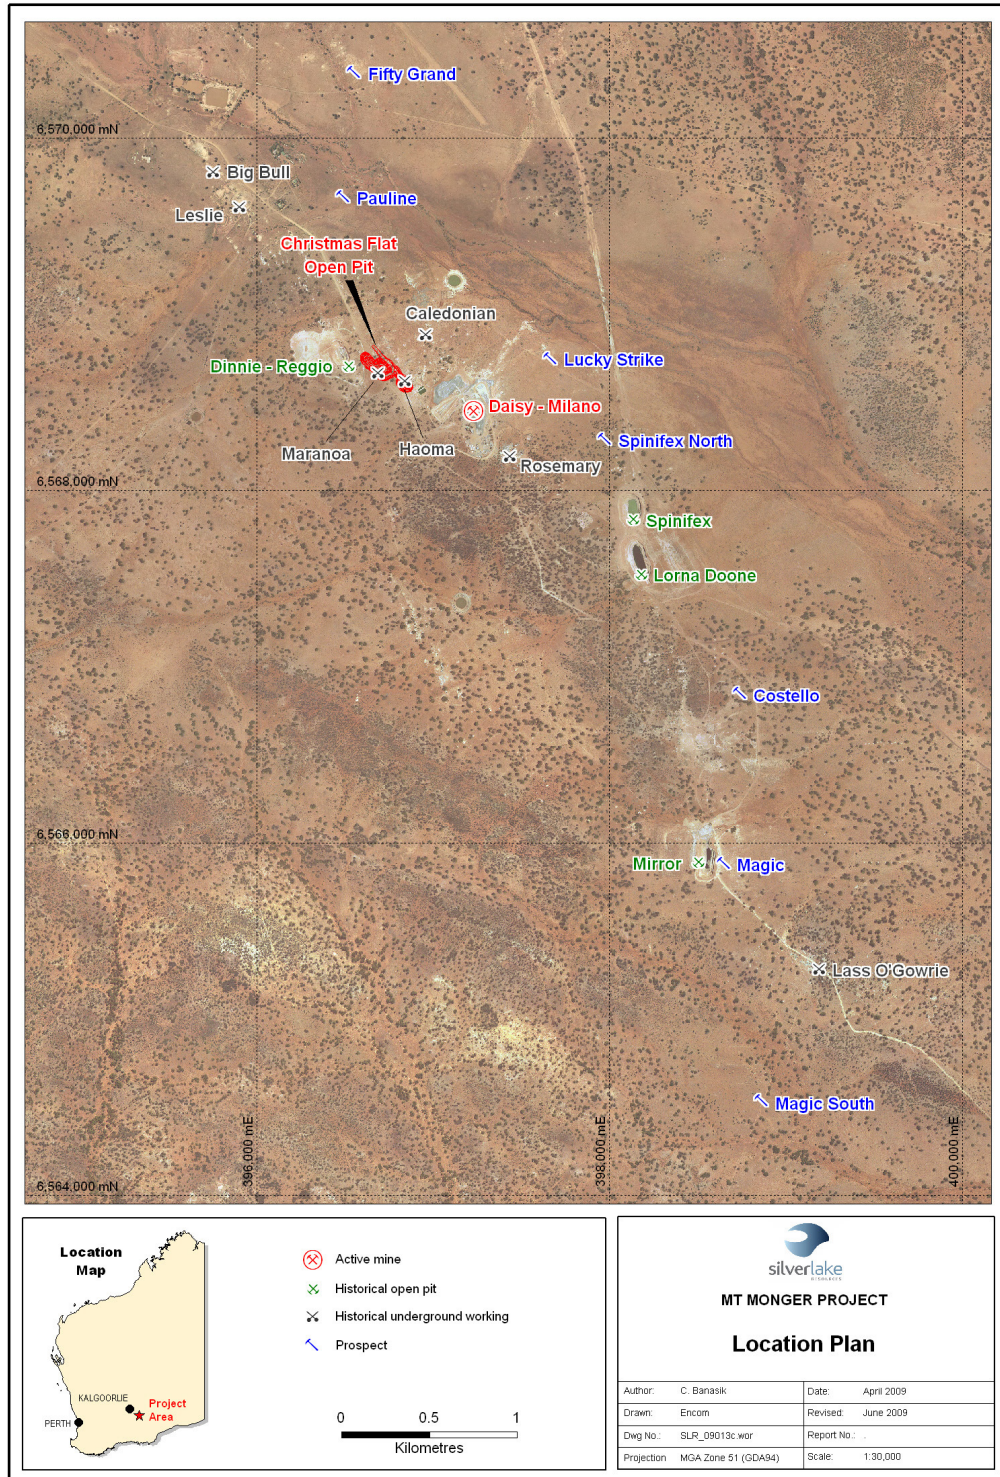 Fifty Grand
6,570,000 mN
Big Bull
Pauline
Leslie
Christmas Flat
Open Pit
Caledonian
Lucky Strike
Dinnie - Reggio
Daisy - Milano
Maranoa
Haoma
Spinifex North
Rosemary
6,568,000 mN
Spinifex
Lorna Doone
Costello
6,566,000 mN
Mirror
Magic
Lass O'Gowrie
Magic South
396,000 mE
398,000 mE
400,000 mE
6,564,000 mN
Location
Map
KALGOORLIE
PERTH
Project
Area
Active mine
Historical open pit
Historical underground working
Prospect
0 0.5 1
Kilometres
silverlake
RESOURCES
MT MONGER PROJECT
Location Plan
Author: C. Banasik Date: April 2009
Drawn: Encom Revised: June 2009
Dwg No.: SLR_09013c.wor Report No.: .
Projection MGA Zone 51 (GDA94) Scale: 1:30,000